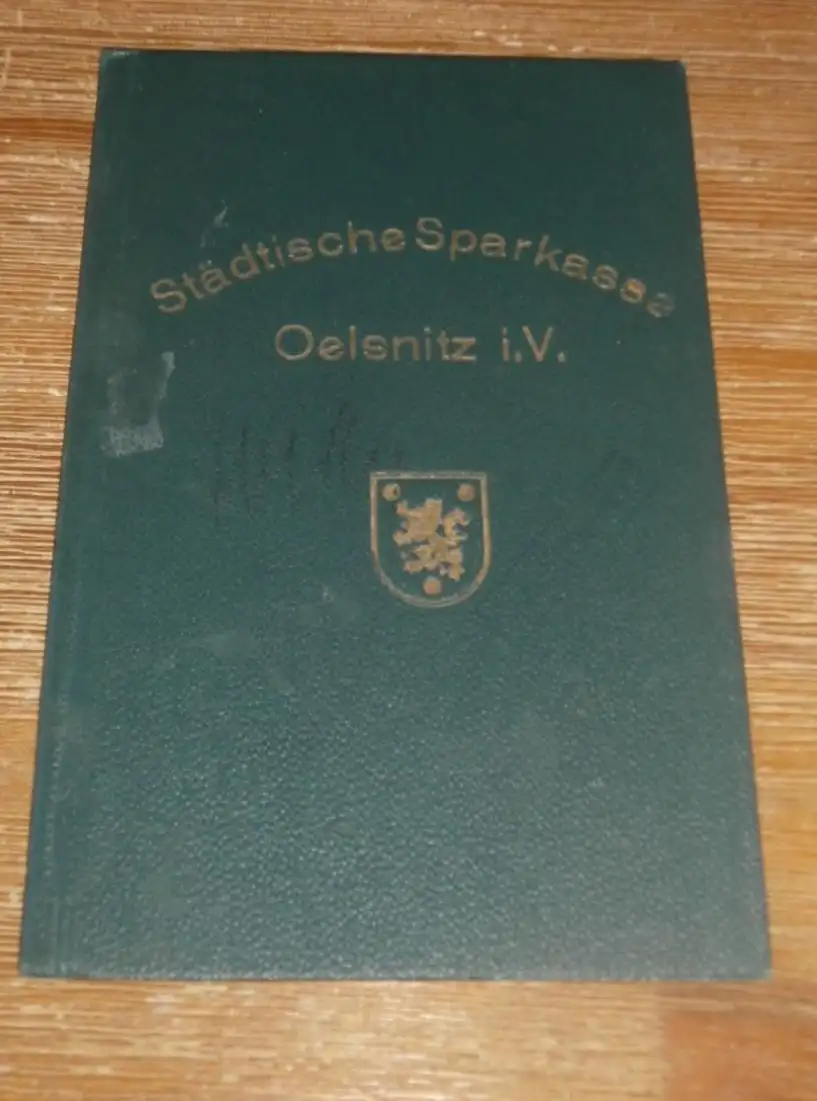 Städtische Sparkasse
Oelsnitz i.V.